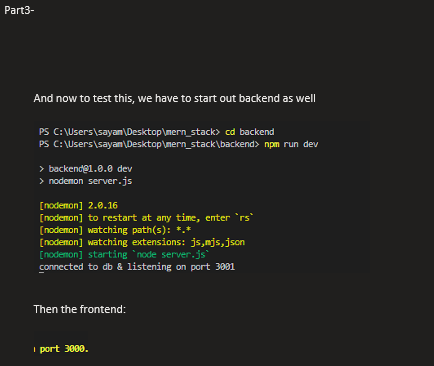 Part3-
And now to test this, we have to start out backend as well
PS C:\Users\sayam\Desktop\mern_stack> cd backend
PS C:\Users\sayam\Desktop\mern_stack\backend> npm run dev
> backend@1.0.0 dev
> nodemon server.js
[nodemon] 2.0.16
[nodemon] to restart at any time, enter `rs`
[nodemon] watching path(s): *.*
[nodemon] watching extensions: js,mjs,json
[nodemon] starting `node server.js`
connected to db & listening on port 3001
Then the frontend:
port 3000.